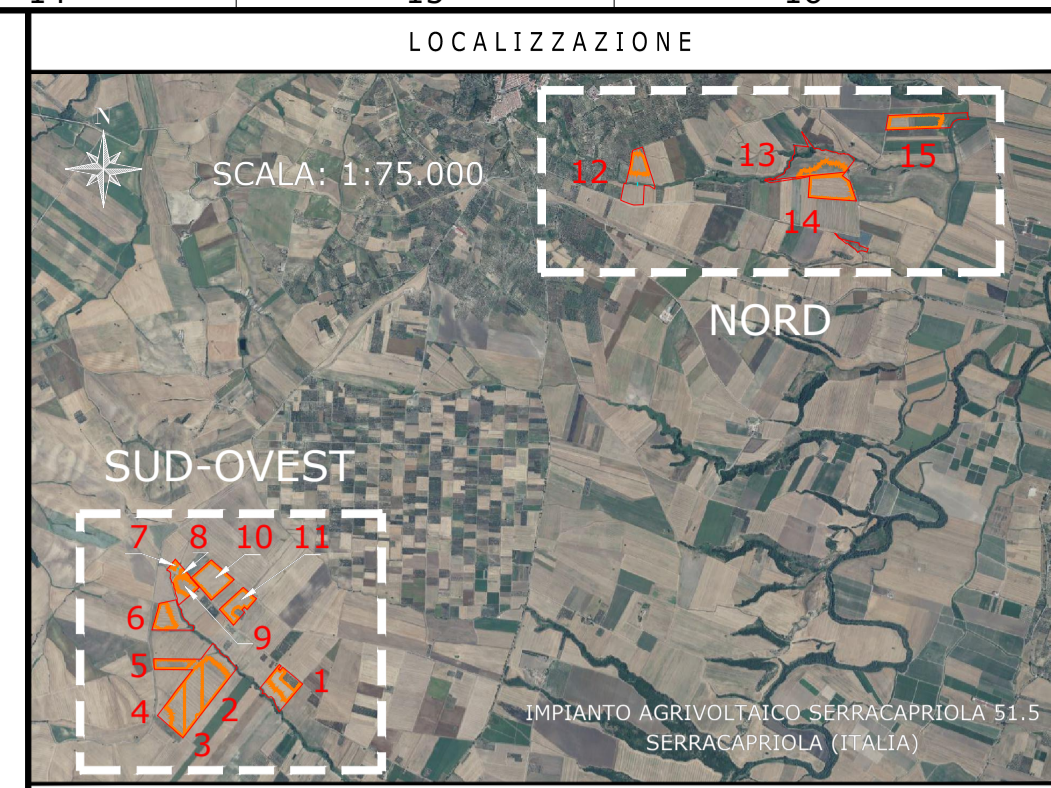 LOCALIZZAZIONE
N
SCALA: 1:75.000
12
13
15
14
NORD
SUD-OVEST
7 8 10 11
6
9
5
1
4
2
3
IMPIANTO AGRIVOLTAICO SERRACAPRIOLA 51.5
SERRACAPRIOLA (ITALIA)